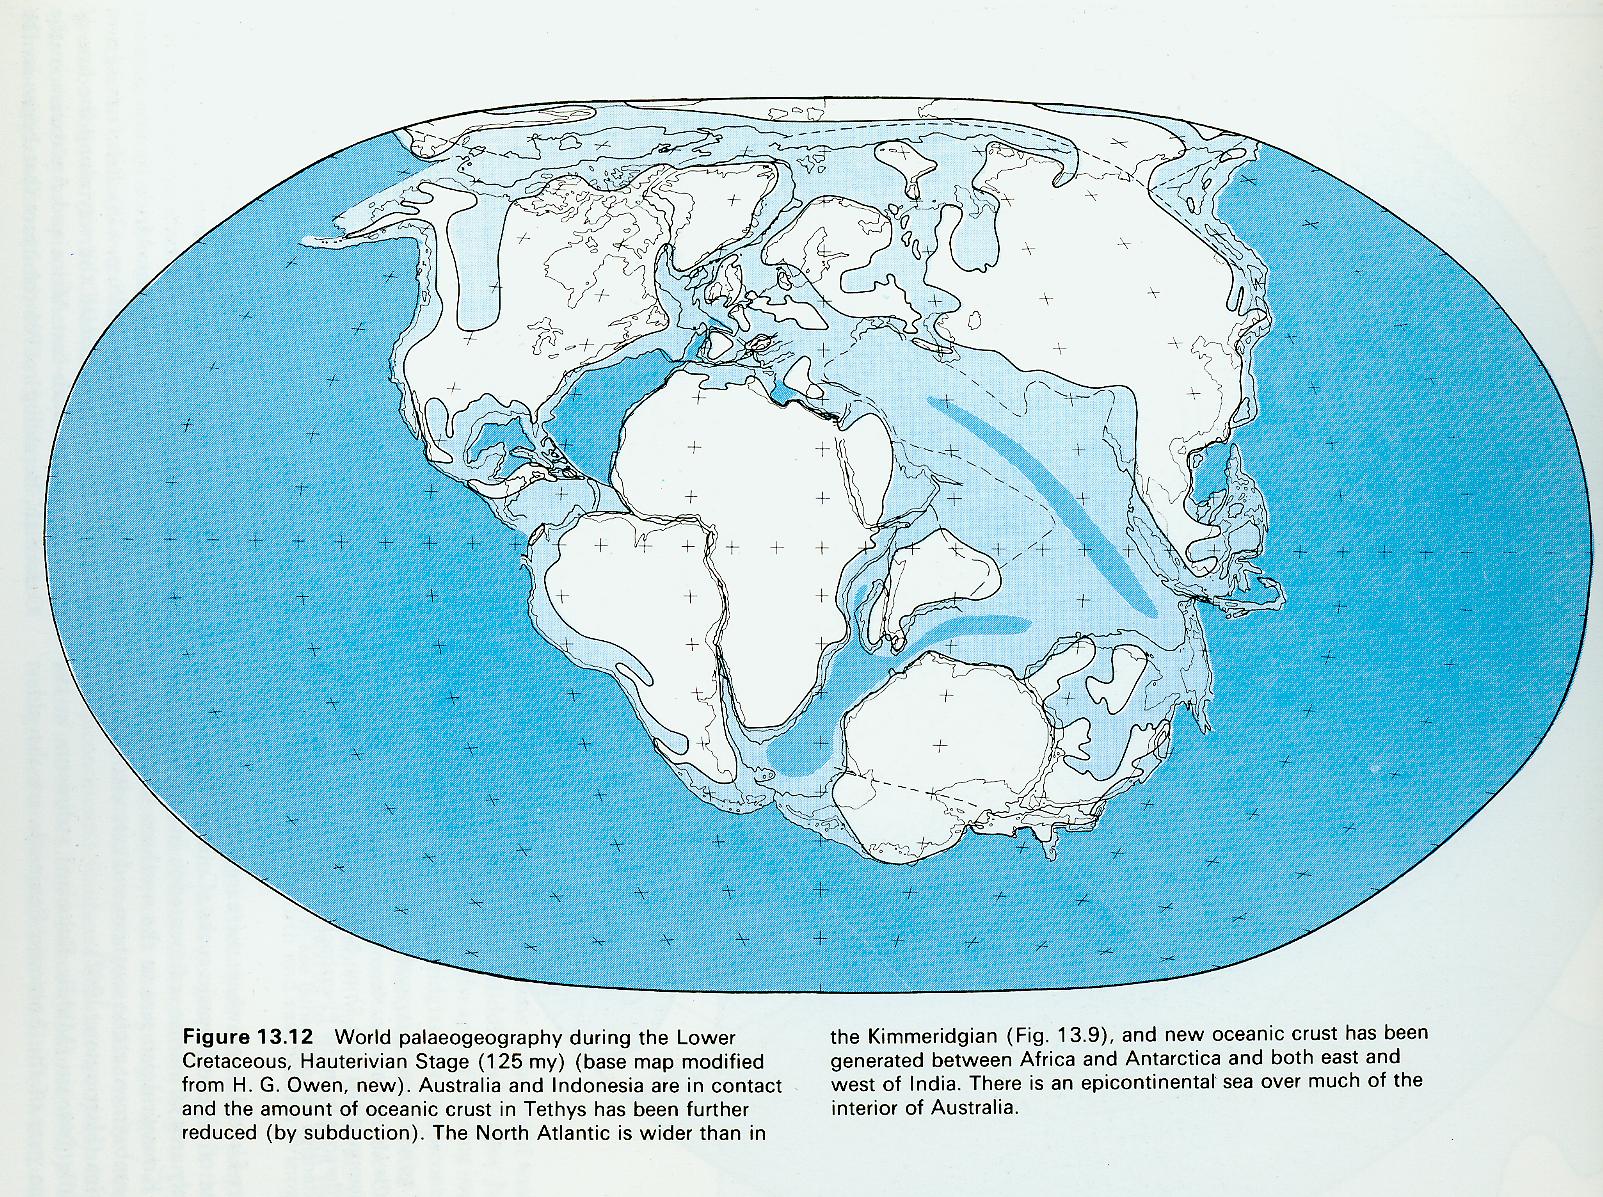 Figure 13.12 World palaeogeography during the Lower
Cretaceous, Hauterivian Stage (125 my) (base map modified
from H. G. Owen, new). Australia and Indonesia are in contact
and the amount of oceanic crust in Tethys has been further
reduced (by subduction). The North Atlantic is wider than in
the Kimmeridgian (Fig. 13.9), and new oceanic crust has been
generated between Africa and Antarctica and both east and
west of India. There is an epicontinental sea over much of the
interior of Australia.